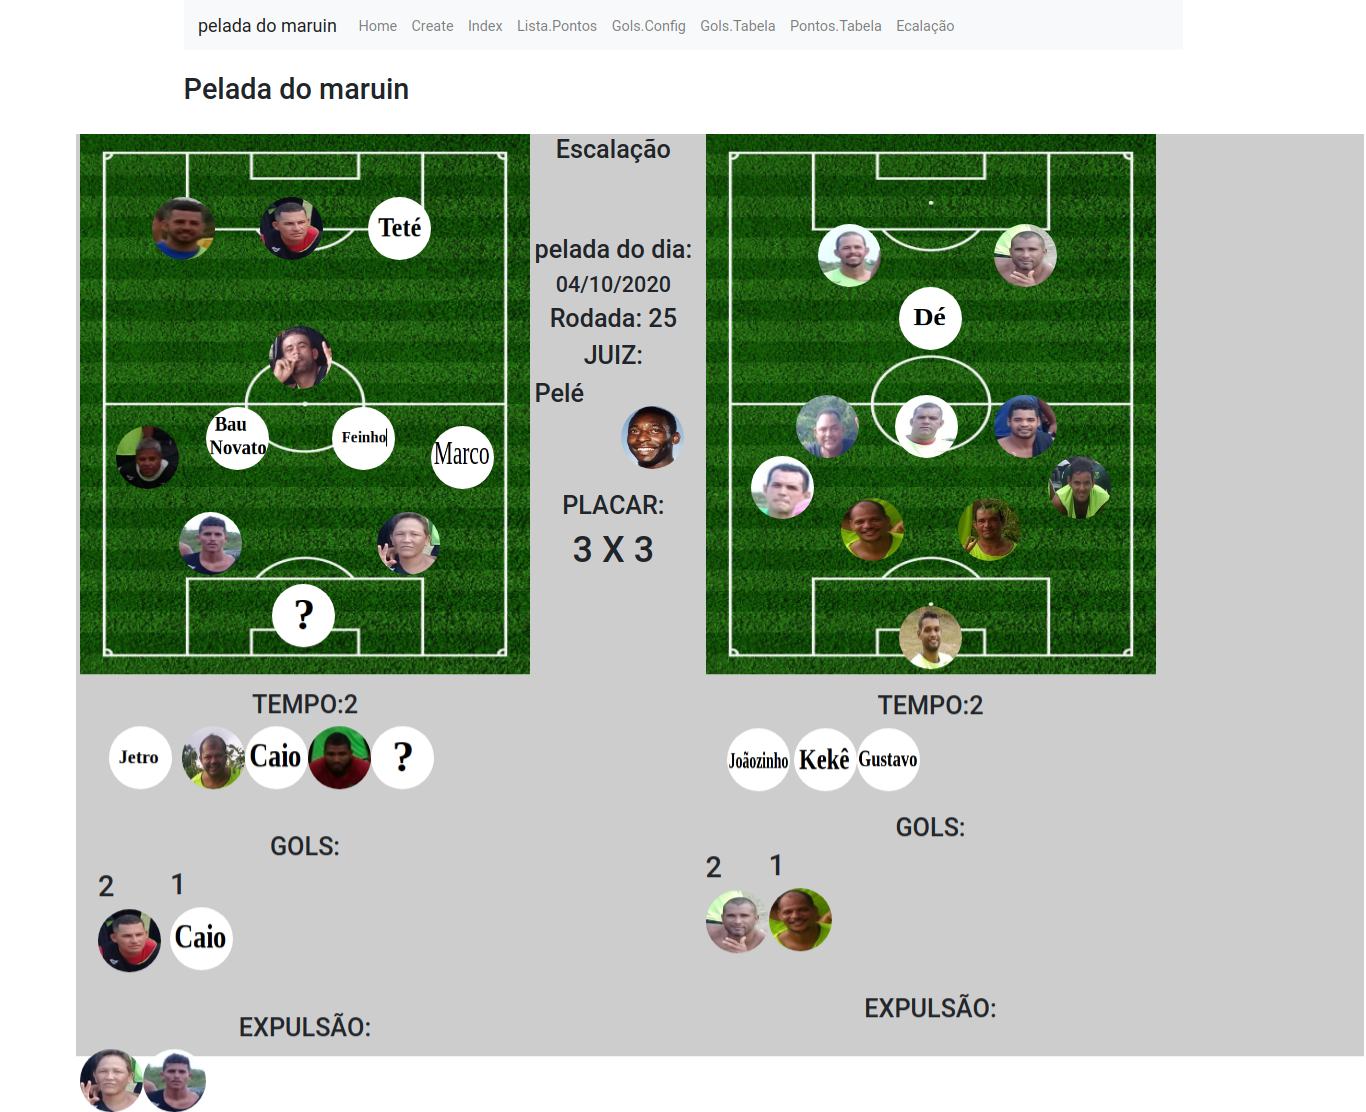 pelada do maruin Home Create Index Lista.Pontos Gols.Config Gols.Tabela Pontos.Tabela Ecalação
Pelada do maruin
Teté
Bau
Novato
Feinho
Marco
?
Escalação
pelada do dia:
04/10/2020
Rodada: 25
JUIZ:
Pelé
PLACAR:
3 X 3
Dé
TEMPO:2
Jetro
Caio
?
GOLS:
2 1
Caio
EXPULSÃO:
TEMPO:2
Joãozinho
Kekê
Gustavo
GOLS:
2 1
EXPULSÃO: